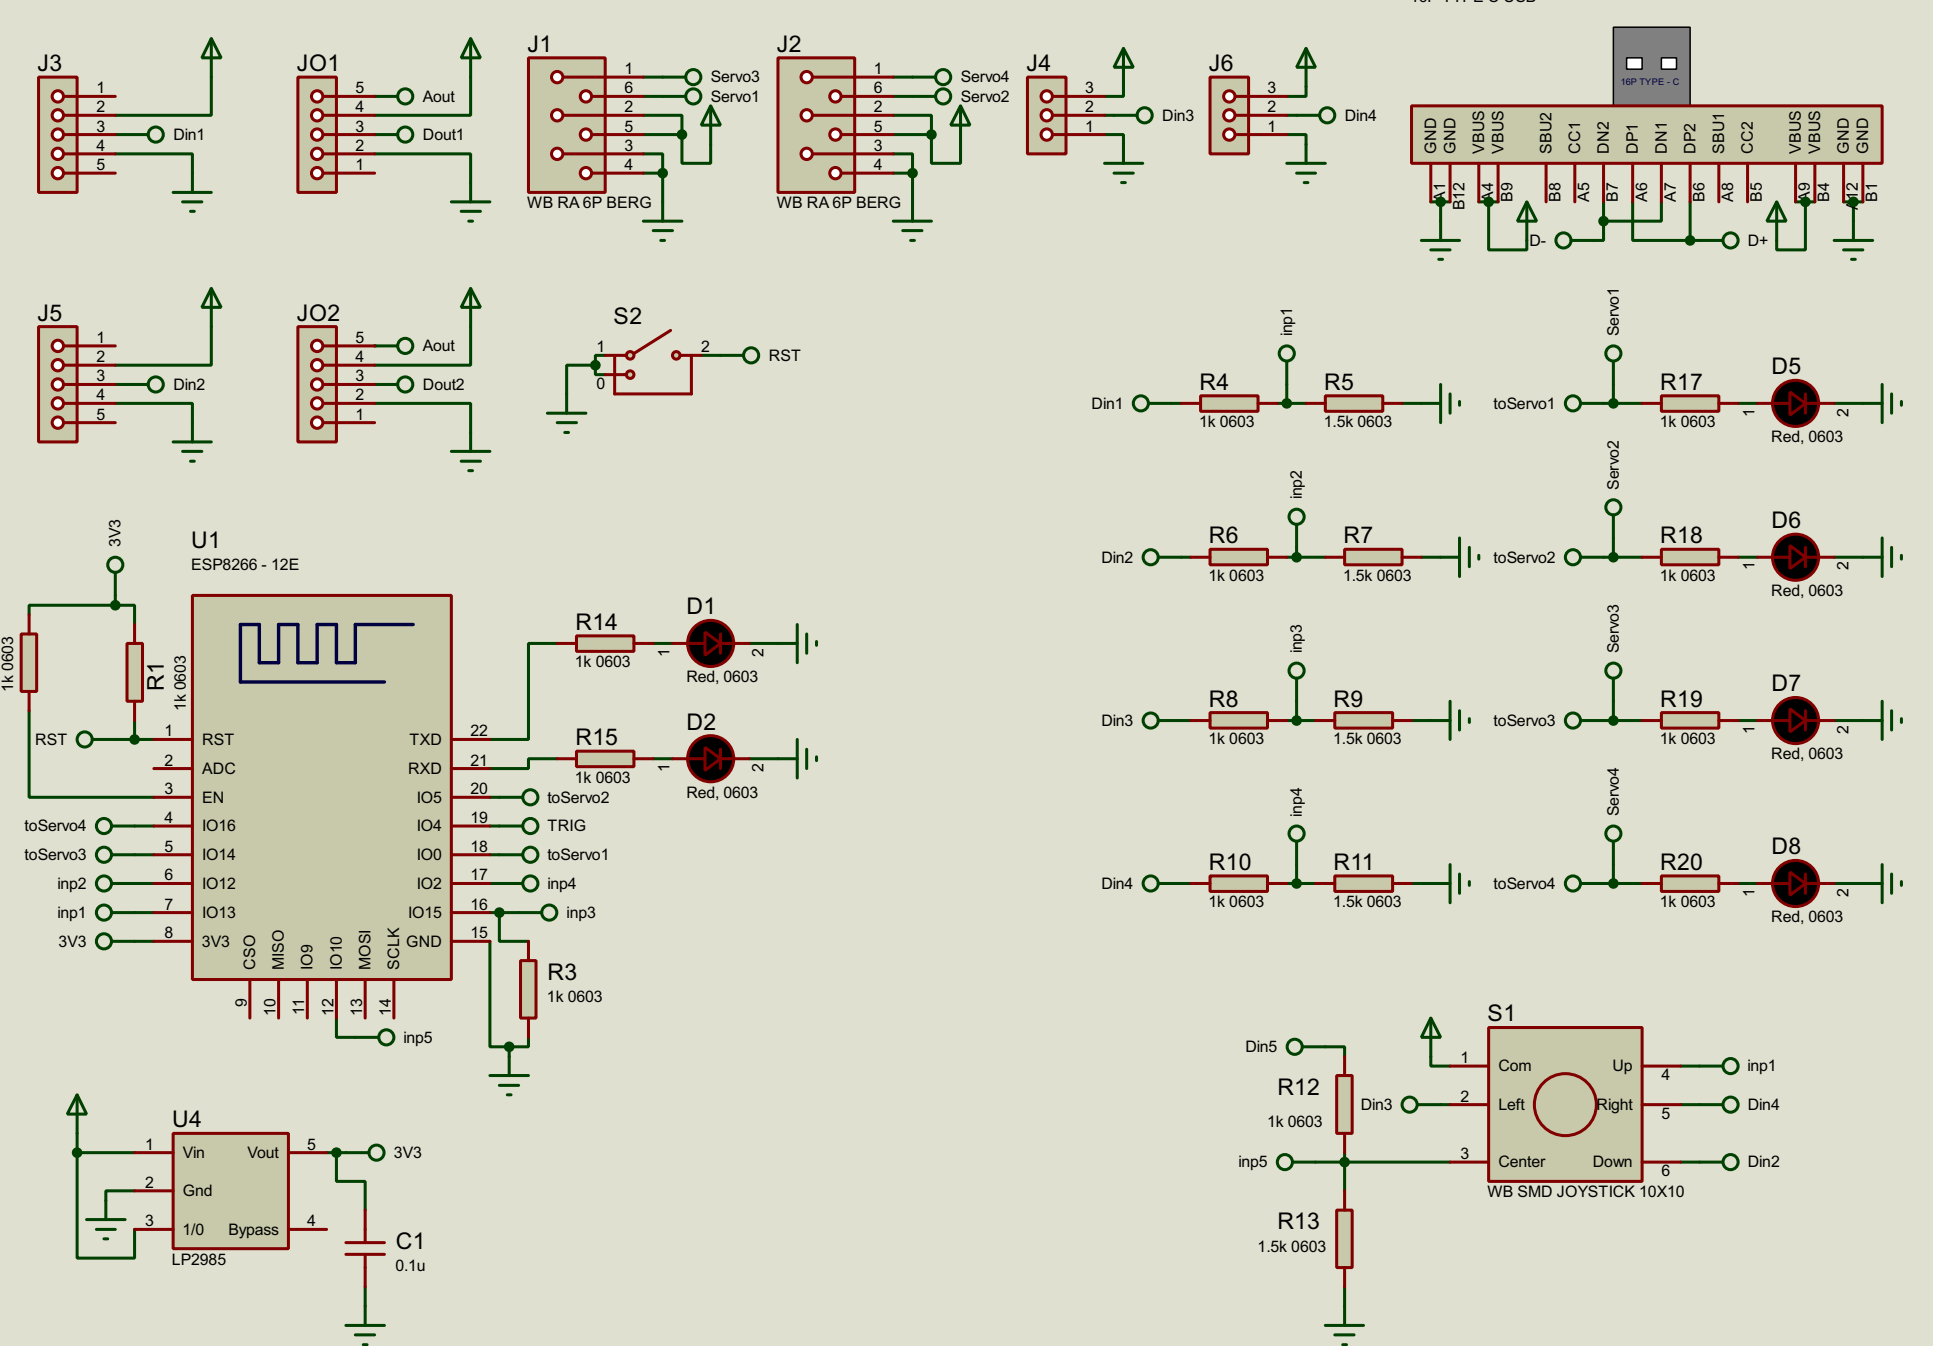 J3
1
2
3
4
5
Din1
JO1
5
4
3
2
1
Aout
Dout1
J1
1
6
2
5
3
4
Servo3
Servo1
WB RA 6P BERG
J2
1
6
2
5
3
4
Servo4
Servo2
WB RA 6P BERG
J4
3
2
1
Din3
J6
3
2
1
Din4
16P TYPE - C
GND
GND
VBUS
VBUS
SBU2
CC1
DN2
DP1
DN1
DP2
SBU1
CC2
VBUS
VBUS
GND
GND
A1
B12
A4
B9
B8
A5
B7
A6
A7
B6
A8
B5
A9
B4
A12
B1
D-
D+
J5
1
2
3
4
5
Din2
JO2
5
4
3
2
1
Aout
Dout2
S2
1
0
2
RST
Din1
R4
1k 0603
inp1
R5
1.5k 0603
toServo1
Servo1
R17
1k 0603
1
D5
2
Red, 0603
Din2
R6
1k 0603
inp2
R7
1.5k 0603
toServo2
Servo2
R18
1k 0603
1
D6
2
Red, 0603
Din3
R8
1k 0603
inp3
R9
1.5k 0603
toServo3
Servo3
R19
1k 0603
1
D7
2
Red, 0603
Din4
R10
1k 0603
inp4
R11
1.5k 0603
toServo4
Servo4
R20
1k 0603
1
D8
2
Red, 0603
3V3
1k 0603
R1
1k 0603
RST
U1
ESP8266 - 12E
1 RST
2 ADC
3 EN
toServo4 4 IO16
toServo3 5 IO14
inp2 6 IO12
inp1 7 IO13
3V3 8 3V3
CSO
MISO
IO9
IO10
MOSI
SCLK
9
10
11
12
13
14
inp5
TXD 22
RXD 21
IO5 20 toServo2
IO4 19 TRIG
IO0 18 toServo1
IO2 17 inp4
IO15 16 inp3
GND 15
R14
1k 0603
1
D1
2
Red, 0603
R15
1k 0603
1
D2
2
Red, 0603
R3
1k 0603
U4
1 Vin
2 Gnd
3 1/0
Vout 5
Bypass 4
3V3
LP2985
C1
0.1u
Din5
R12
1k 0603
inp5
R13
1.5k 0603
S1
1 Com
Din3 2 Left
3 Center
Up 4 inp1
Right 5 Din4
Down 6 Din2
WB SMD JOYSTICK 10X10